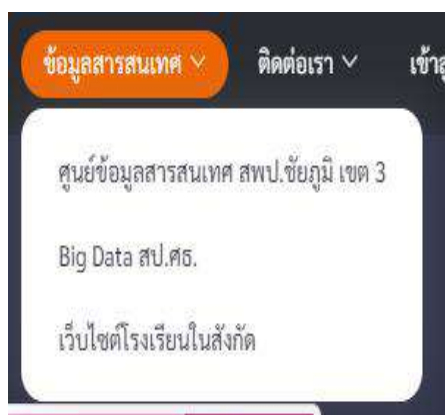 ข้อมูลสารสนเทศ ติดต่อเรา
ศูนย์ข้อมูลสารสนเทศ สพป.ชัยภูมิ เขต 3
Big Data สป.ศธ.
เว็บไซต์โรงเรียนในสังกัด